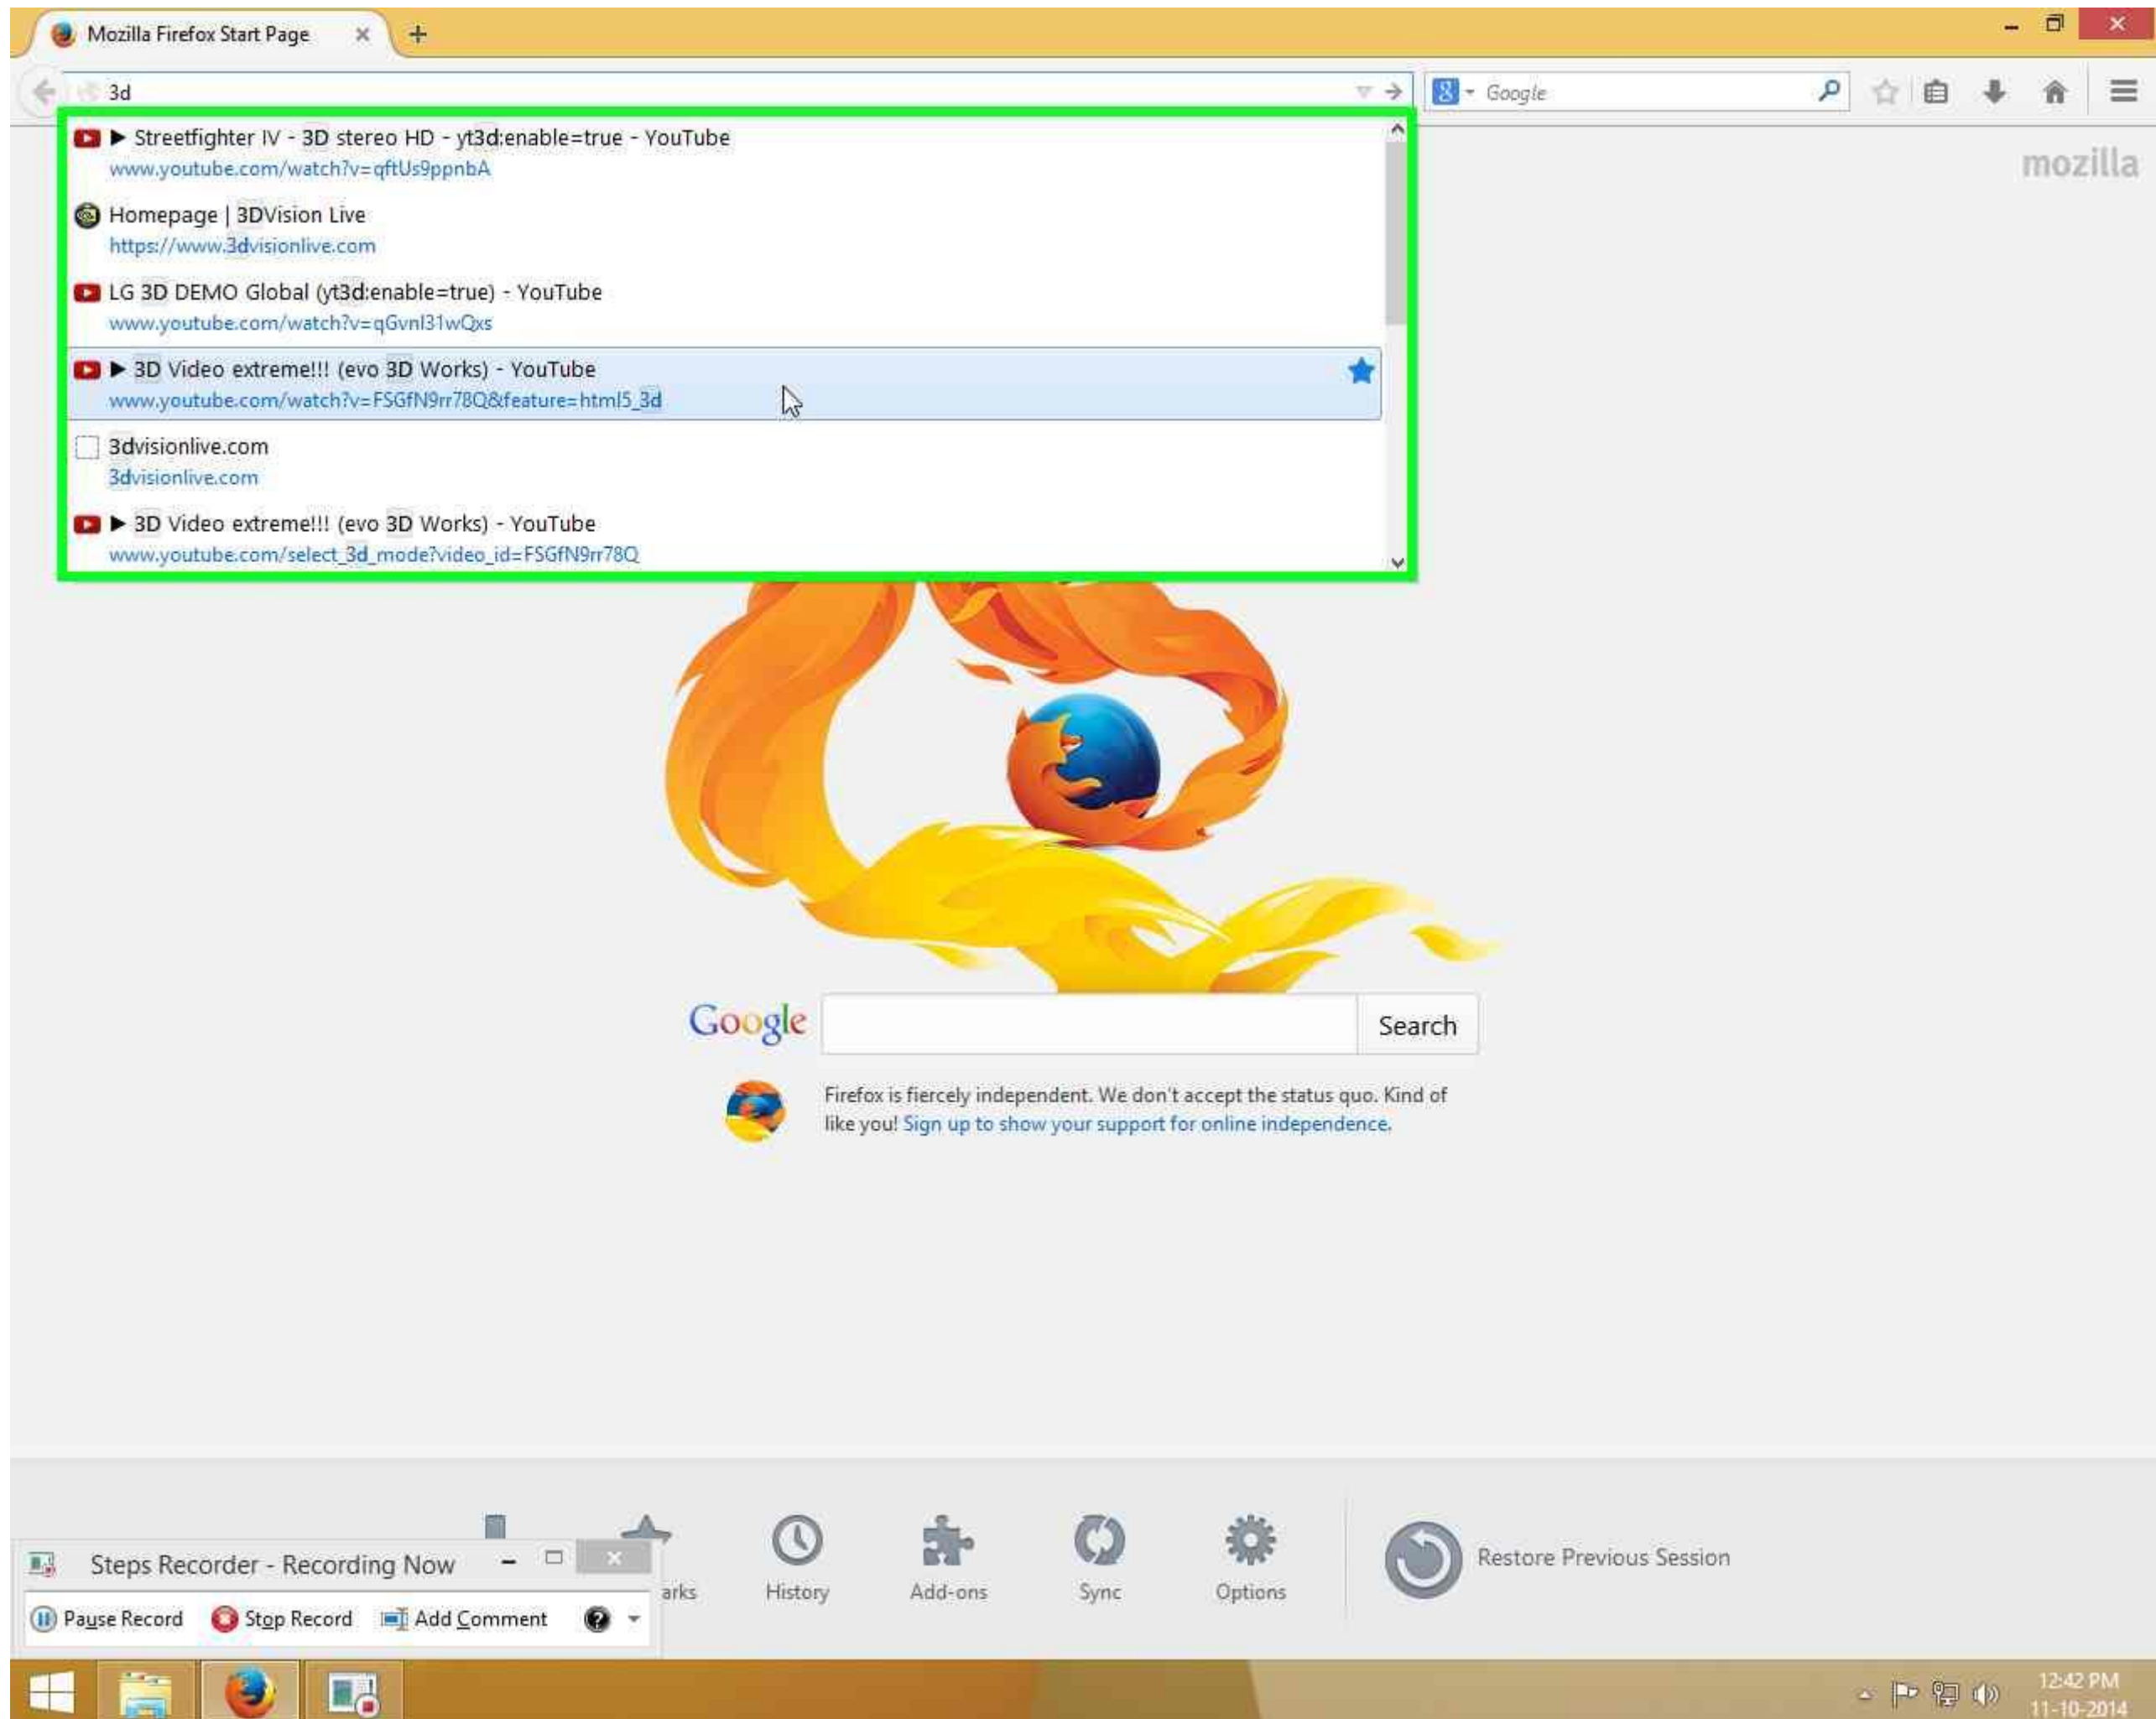 Mozilla Firefox Start Page
3d
Google
▶ Streetfighter IV - 3D stereo HD - yt3d:enable=true - YouTube
www.youtube.com/watch?v=qftUs9ppnbA
mozilla
Homepage | 3DVision Live
https://www.3dvisionlive.com
LG 3D DEMO Global (yt3d:enable=true) - YouTube
www.youtube.com/watch?v=qGvnl31wQxs
▶ 3D Video extreme!!! (evo 3D Works) - YouTube
www.youtube.com/watch?v=FSGfN9rr78Q&feature=html5_3d
3dvisionlive.com
3dvisionlive.com
▶ 3D Video extreme!!! (evo 3D Works) - YouTube
www.youtube.com/select_3d_mode?video_id=FSGfN9rr78Q
Google
Search
Firefox is fiercely independent. We don't accept the status quo. Kind of
like you! Sign up to show your support for online independence.
Steps Recorder - Recording Now
Pause Record Stop Record Add Comment
arks
History
Add-ons
Sync
Options
Restore Previous Session
12:42 PM
11-10-2014